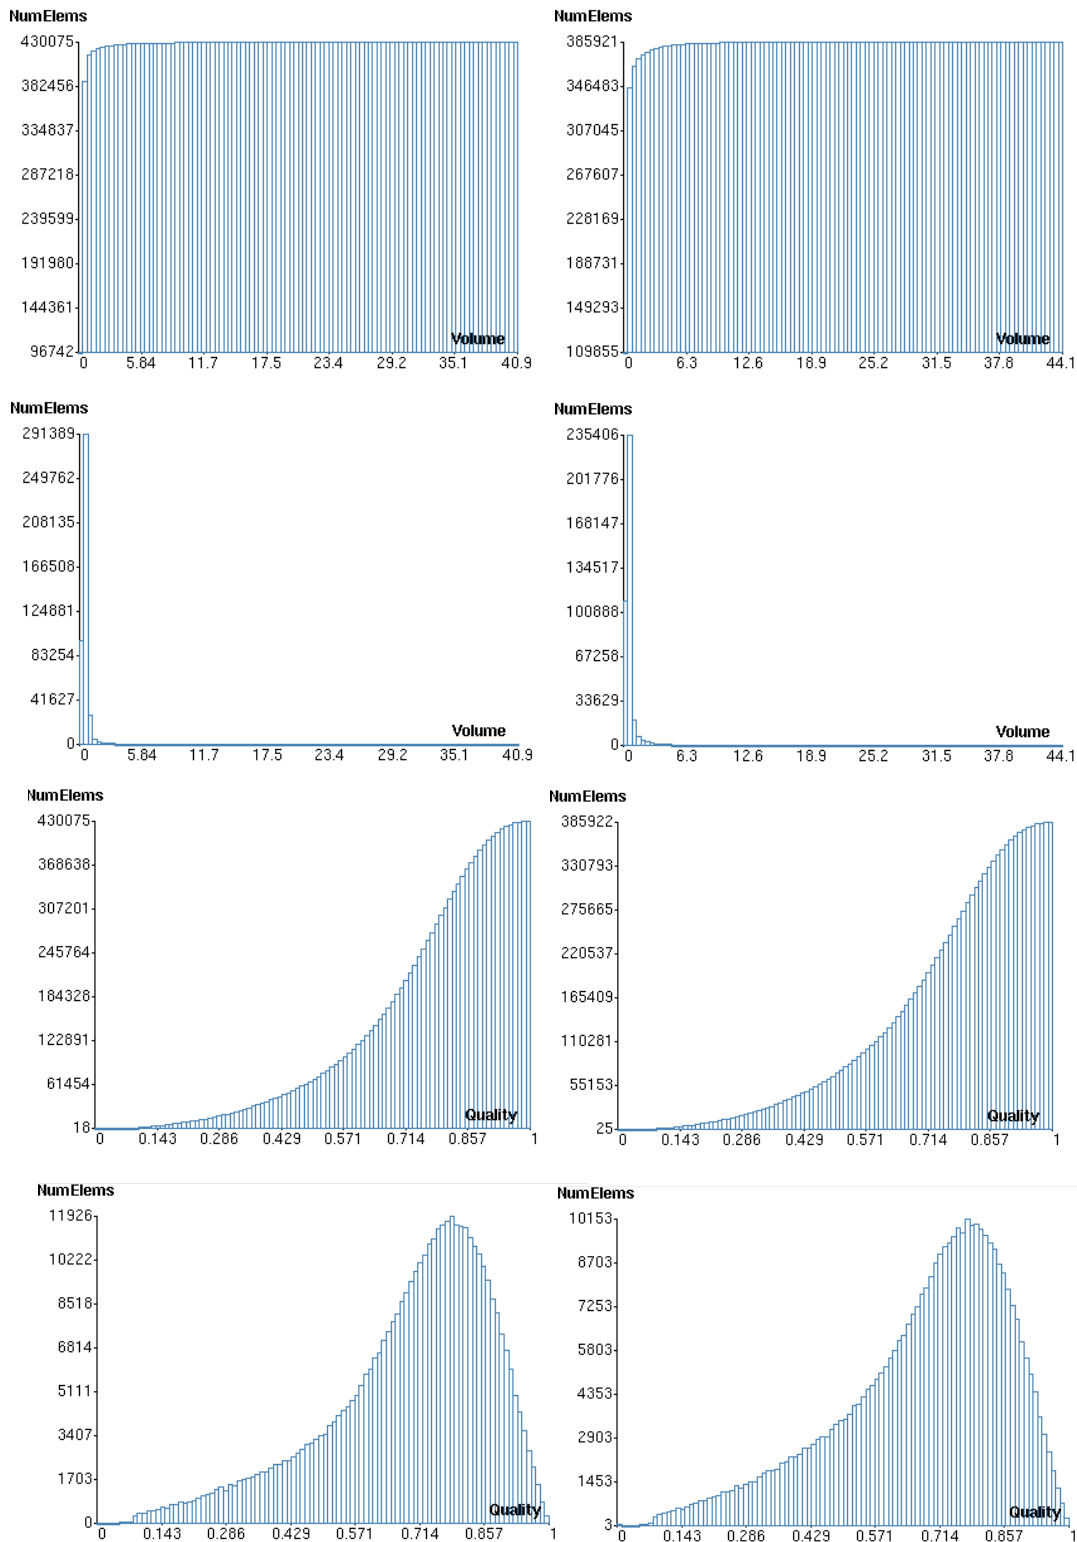 NumElems
430075
382456
334837
287218
239599
191980
144361
96742
Volume
0 5.84 11.7 17.5 23.4 29.2 35.1 40.9
NumElems
385921
346483
307045
267607
228169
188731
149293
109855
Volume
0 6.3 12.6 18.9 25.2 31.5 37.8 44.1
NumElems
291389
249762
208135
166508
124881
83254
41627
0
Volume
0 5.84 11.7 17.5 23.4 29.2 35.1 40.9
NumElems
235406
201776
168147
134517
100888
67258
33629
0
Volume
0 6.3 12.6 18.9 25.2 31.5 37.8 44.1
NumElems
430075
368638
307201
245764
184328
122891
61454
18
Quality
0 0.143 0.286 0.429 0.571 0.714 0.857 1
NumElems
385922
330793
275665
220537
165409
110281
55153
25
Quality
0 0.143 0.286 0.429 0.571 0.714 0.857 1
NumElems
11926
10222
8518
6814
5111
3407
1703
0
Quality
0 0.143 0.286 0.429 0.571 0.714 0.857 1
NumElems
10153
8703
7253
5803
4353
2903
1453
3
Quality
0 0.143 0.286 0.429 0.571 0.714 0.857 1